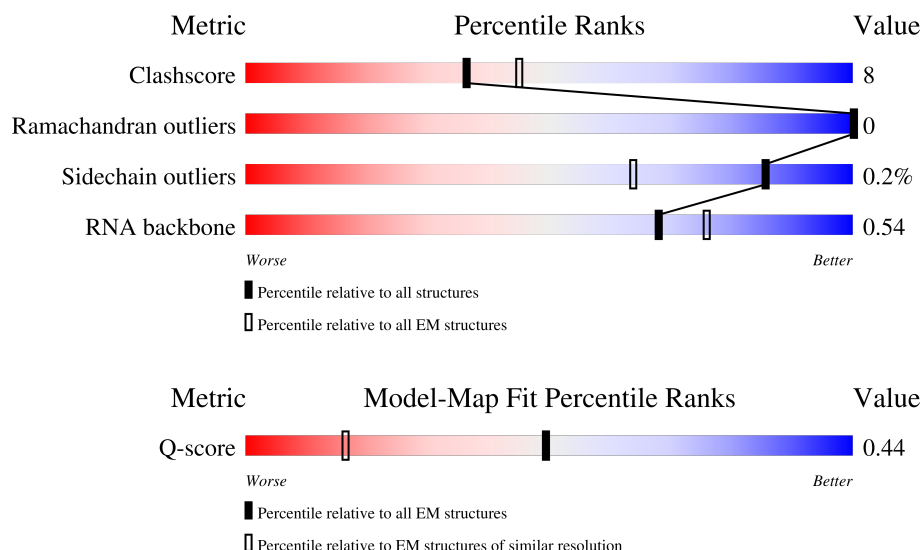 Metric Percentile Ranks Value
Clashscore 8
Ramachandran outliers 0
Sidechain outliers 0.2%
RNA backbone 0.54
Worse Better
Percentile relative to all structures
Percentile relative to all EM structures
Metric Model-Map Fit Percentile Ranks Value
Q-score 0.44
Worse Better
Percentile relative to all EM structures
Percentile relative to EM structures of similar resolution